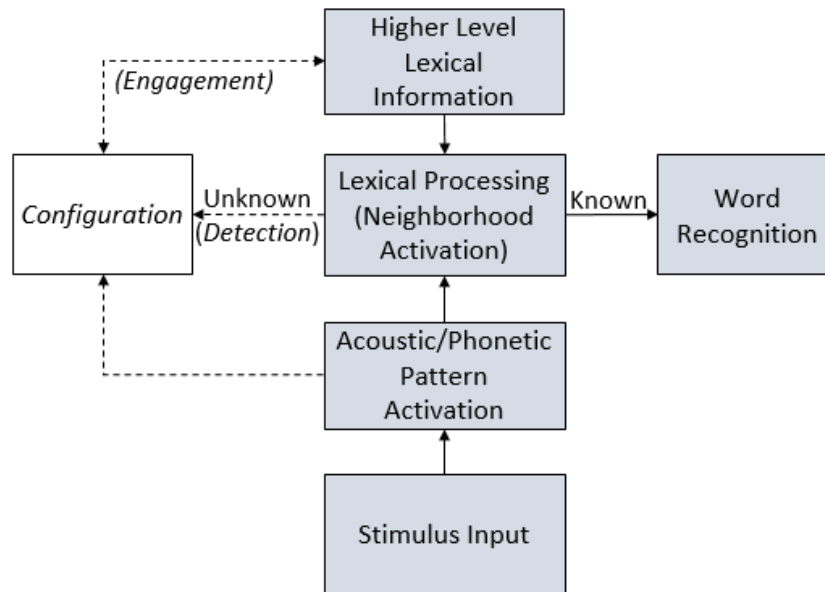 Higher Level
Lexical
Information
(Engagement)
Configuration
Unknown
(Detection)
Lexical Processing
(Neighborhood
Activation)
Known
Word
Recognition
Acoustic/Phonetic
Pattern
Activation
Stimulus Input